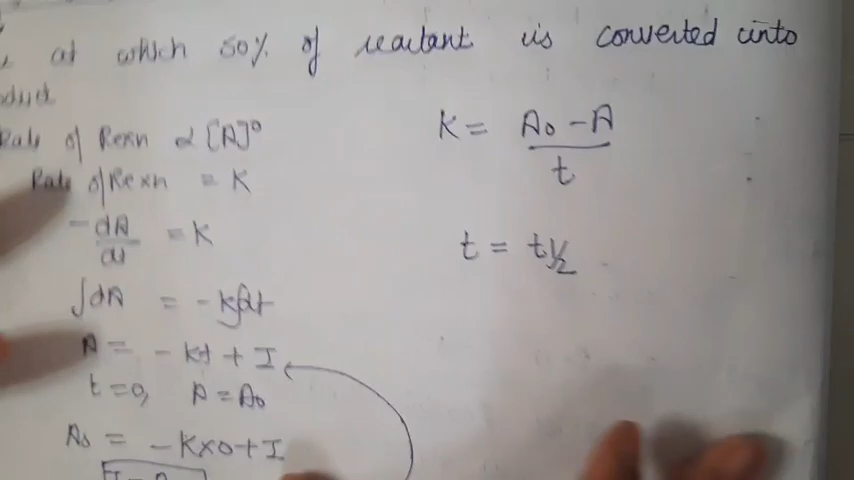 at which 50% of reactant is converted into
Rate of Rexn ∝ [A]⁰
Rate of Rexn = K
-dA/dt = K
∫dA = -K∫dt
A = -Kt + I
t=0, A = A₀
A₀ = -K×0+I
K = A₀ - A / t
t = t½